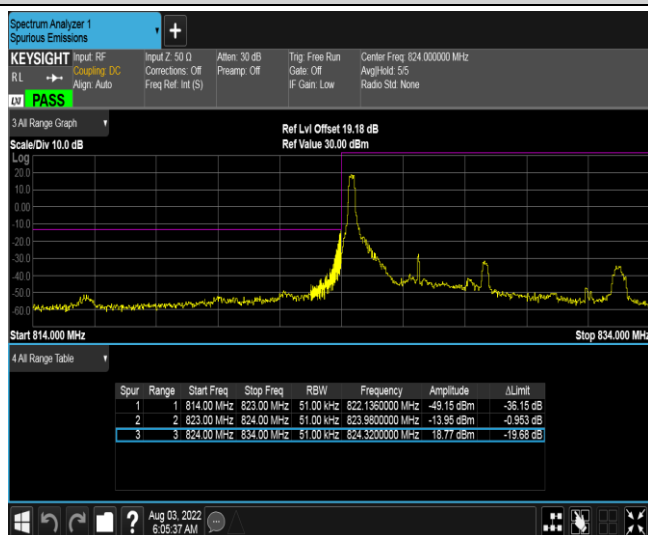 Spectrum Analyzer 1
Spurious Emissions
+
KEYSIGHT Input: RF Input Z: 50 Ω Atten: 30 dB Trig: Free Run Center Freq: 824.000000 MHz
R L Coupling: DC Corrections: Off Preamp: Off Gate: Off Avg|Hold: 5/5
Align: Auto Freq Ref: Int (S) IF Gain: Low Radio Std: None
LXI PASS
3 All Range Graph
Ref Lvl Offset 19.18 dB
Scale/Div 10.0 dB Ref Value 30.00 dBm
Log
20.0
10.0
0.00
-10.0
-20.0
-30.0
-40.0
-50.0
-60.0
Start 814.000 MHz Stop 834.000 MHz
4 All Range Table
Spur Range Start Freq Stop Freq RBW Frequency Amplitude ΔLimit
1 1 814.00 MHz 823.00 MHz 51.00 kHz 822.1360000 MHz -49.15 dBm -36.15 dB
2 2 823.00 MHz 824.00 MHz 51.00 kHz 823.9800000 MHz -13.95 dBm -0.953 dB
3 3 824.00 MHz 834.00 MHz 51.00 kHz 824.3200000 MHz 18.77 dBm -19.68 dB
? Aug 03, 2022
6:05:37 AM